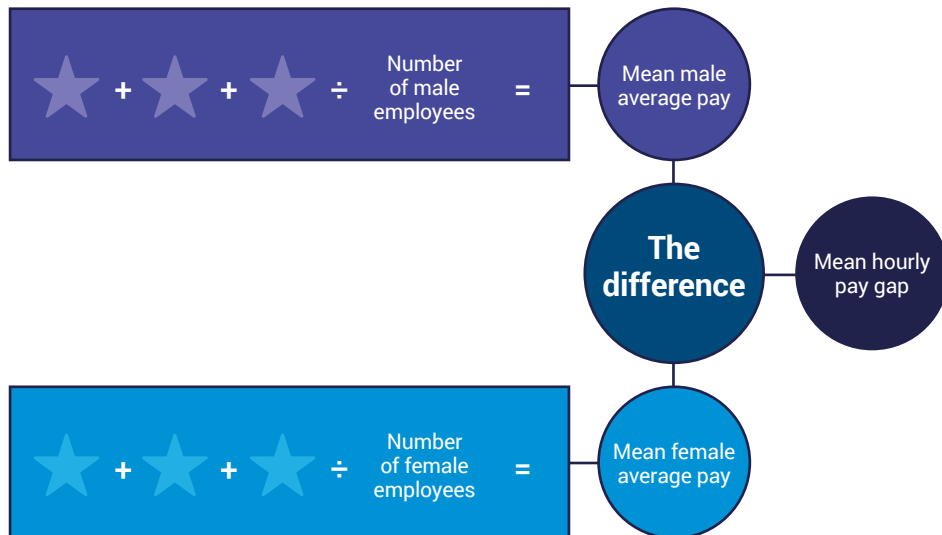 + + ÷ Number
of male
employees =
Mean male
average pay
The
difference
Mean hourly
pay gap
+ + ÷ Number
of female
employees =
Mean female
average pay